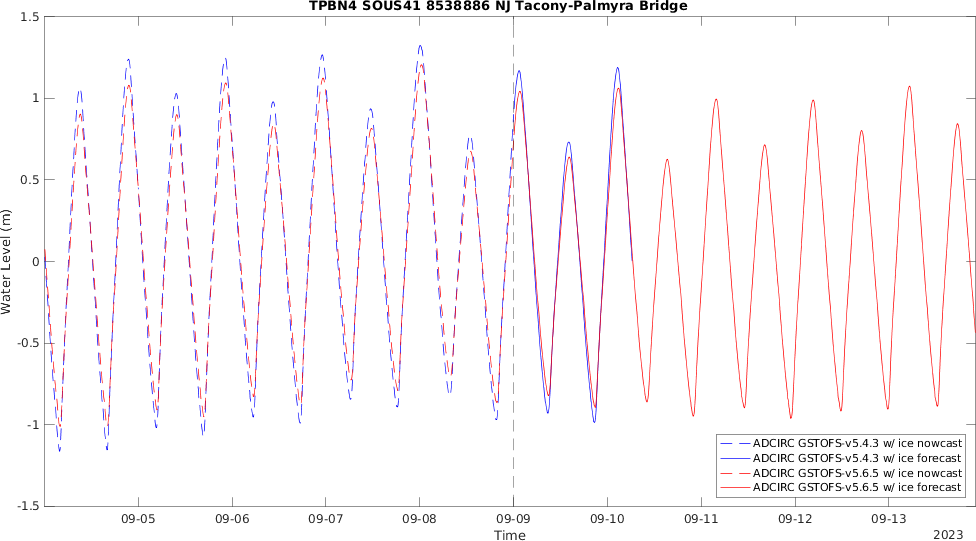 TPBN4 SOUS41 8538886 NJ Tacony-Palmyra Bridge
1.5
1
0.5
0
-0.5
-1
-1.5
Water Level (m)
09-05 09-06 09-07 09-08 09-09 09-10 09-11 09-12 09-13
Time
2023
ADCIRC GSTOFS-v5.4.3 w/ ice nowcast
ADCIRC GSTOFS-v5.4.3 w/ ice forecast
ADCIRC GSTOFS-v5.6.5 w/ ice nowcast
ADCIRC GSTOFS-v5.6.5 w/ ice forecast